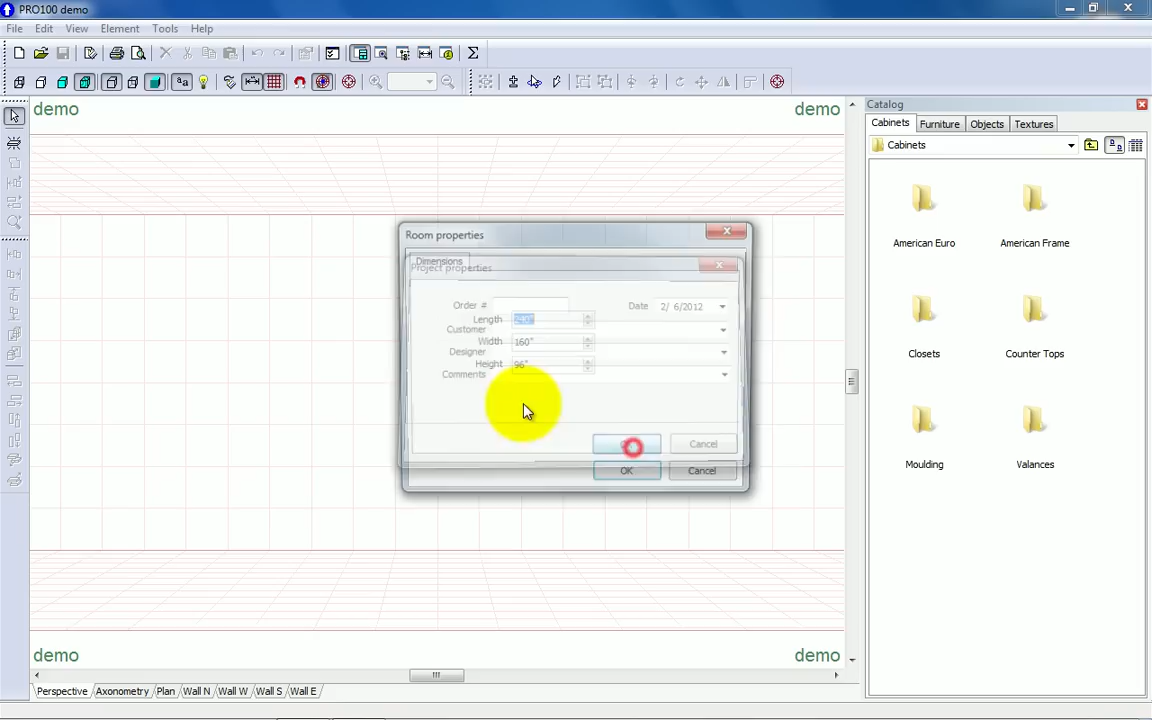 PRO100 demo
File Edit View Element Tools Help
demo demo
Catalog
Cabinets Furniture Objects Textures
Cabinets
American Euro American Frame
Closets Counter Tops
Moulding Valances
Room properties
Dimensions
Project properties
Order # Date 2/ 6/2012
Length 240"
Customer
Width 160"
Designer
Height 96"
Comments
Cancel
OK Cancel
demo demo
Perspective Axonometry Plan Wall N Wall W Wall S Wall E